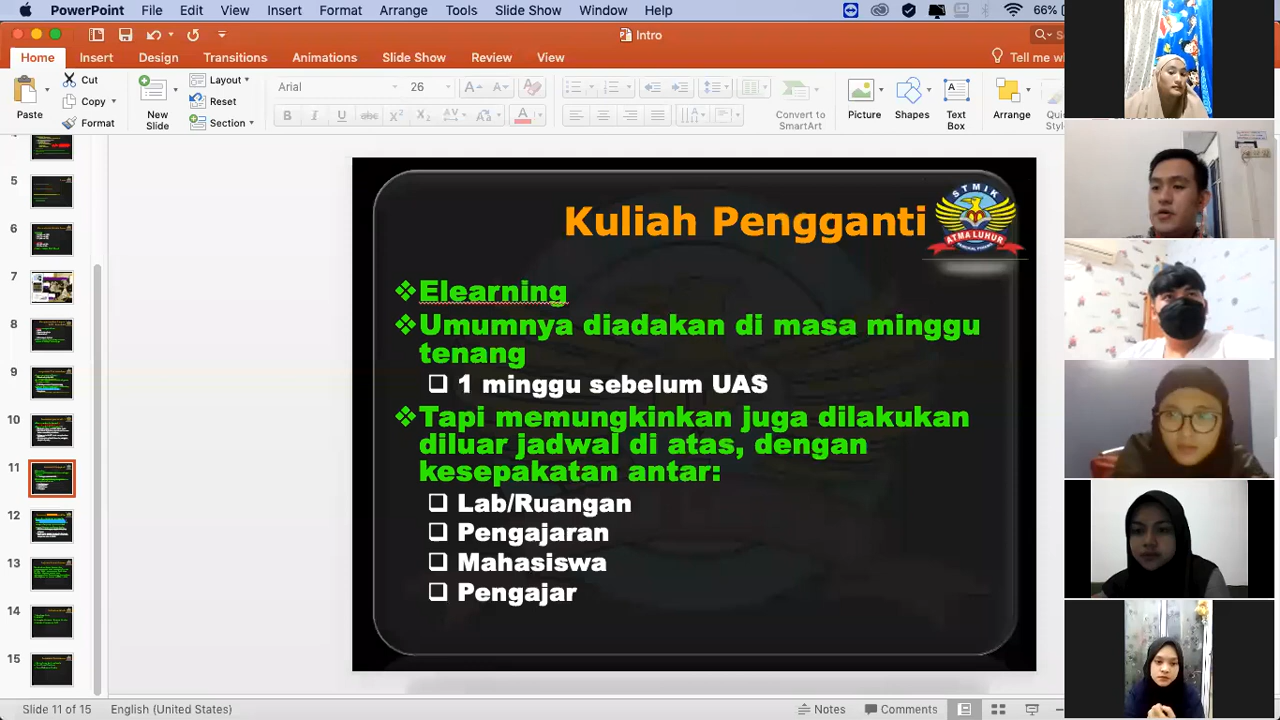 PowerPoint File Edit View Insert Format Arrange Tools Slide Show Window Help 66%
Intro
Home Insert Design Transitions Animations Slide Show Review View Tell me
Paste
Cut
Copy
Format
New Slide
Layout
Reset
Section
Arial 26
Convert to SmartArt
Picture
Shapes
Text Box
Arrange
5
6
7
8
9
10
11
12
13
14
15
Kuliah Pengganti
STMIK
ATMA LUHUR
Elearning
Umumnya diadakan di masa minggu
tenang
1 minggu sebelum UAS
Tapi memungkinkan juga dilakukan
diluar jadwal di atas, dengan
kesepakatan antar:
Lab/Ruangan
Pengajaran
Mahasiswa
Pengajar
Slide 11 of 15 English (United States) Notes Comments